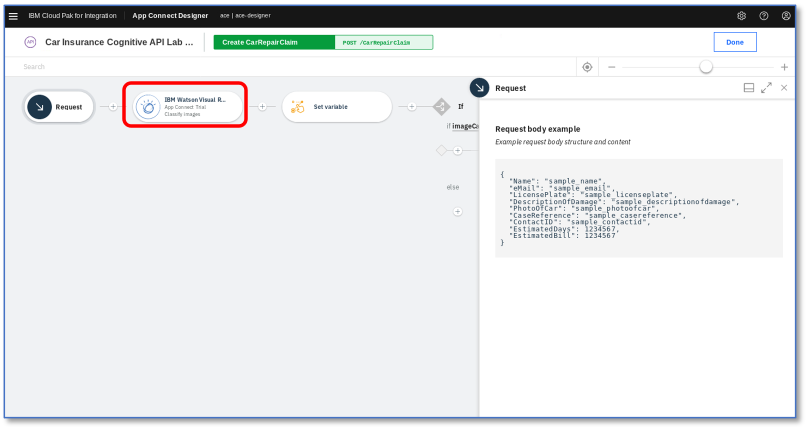 IBM Cloud Pak for Integration App Connect Designer ace | ace-designer
API Car Insurance Cognitive API Lab ... Create CarRepairClaim POST /CarRepairClaim Done
Search
Request
IBM Watson Visual R...
App Connect Trial
Classify images
Set variable
If
if imageCa
else
Request
Request body example
Example request body structure and content
{
"Name": "sample_name",
"eMail": "sample_email",
"LicensePlate": "sample_licenseplate",
"DescriptionOfDamage": "sample_descriptionofdamage",
"PhotoOfCar": "sample_photoofcar",
"CaseReference": "sample_casereference",
"ContactID": "sample_contactid",
"EstimatedDays": 1234567,
"EstimatedBill": 1234567
}